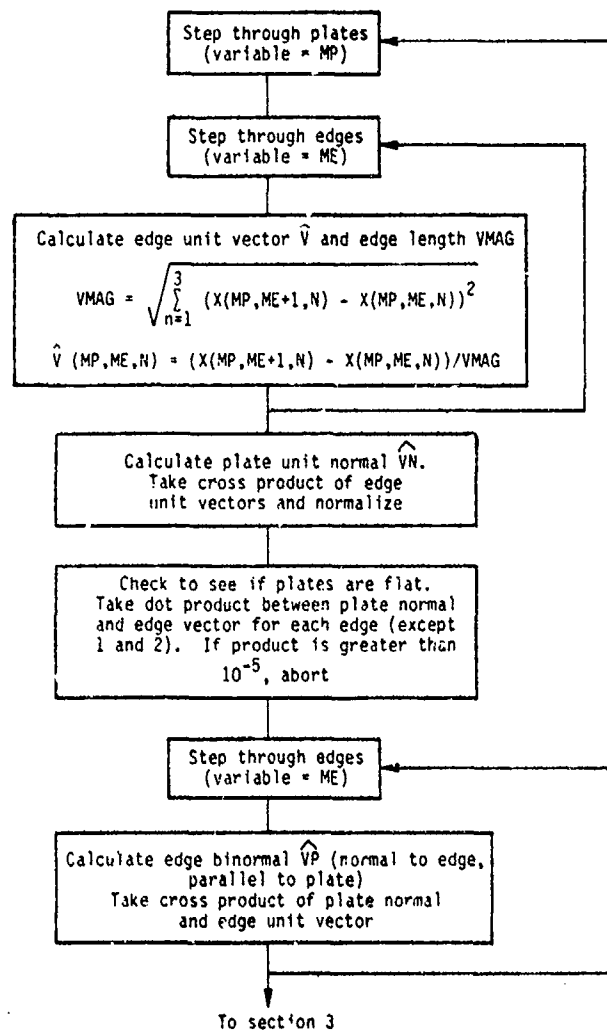 Step through plates
(variable = MP)
Step through edges
(variable = ME)
Calculate edge unit vector V̂ and edge length VMAG
VMAG = √ 3 ∑ n=1 (X(MP,ME+1,N) - X(MP,ME,N))²
V̂ (MP,ME,N) = (X(MP,ME+1,N) - X(MP,ME,N))/VMAG
Calculate plate unit normal V̂N.
Take cross product of edge
unit vectors and normalize
Check to see if plates are flat.
Take dot product between plate normal
and edge vector for each edge (except
1 and 2). If product is greater than
10⁻⁵, abort
Step through edges
(variable = ME)
Calculate edge binormal V̂P (normal to edge,
parallel to plate)
Take cross product of plate normal
and edge unit vector
To section 3